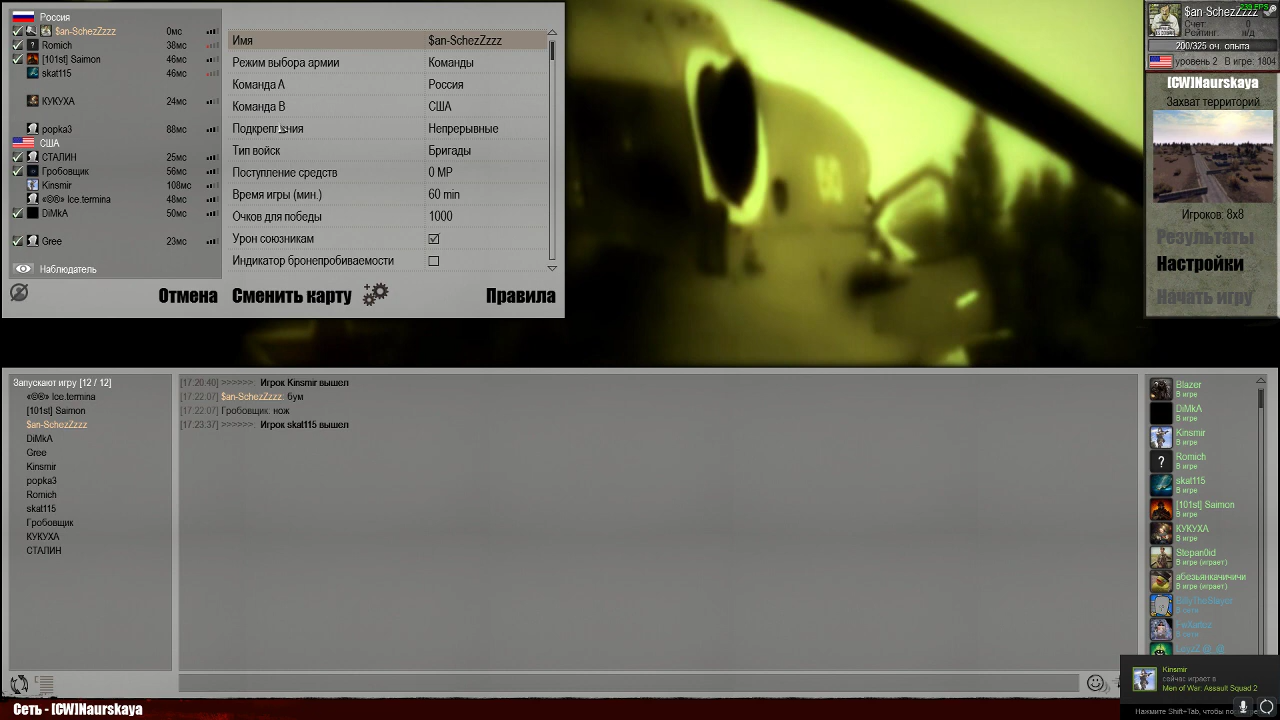 Россия
$an-SchezZzzz 0мс
Romich 38мс
[101st] Saimon 46мс
skat115 46мс
КУКУХА 24мс
popka3 88мс
США
СТАЛИН 25мс
Гробовщик 56мс
Kinsmir 108мс
«©®» Ice.termina 48мс
DiMkA 50мс
Gree 23мс
Наблюдатель
Отмена
Имя $an-SchezZzzz
Режим выбора армии Команды
Команда А Россия
Команда В США
Подкрепления Непрерывные
Тип войск Бригады
Поступление средств 0 MP
Время игры (мин.) 60 min
Очков для победы 1000
Урон союзникам
Индикатор бронепробиваемости
Сменить карту Правила
$an-SchezZzzz
Счет: 0
Рейтинг: н/д
200/325 оч. опыта
уровень 2 В игре: 1804
[CW]Naurskaya
Захват территорий
Игроков: 8x8
Результаты
Настройки
Начать игру
Запускают игру [12 / 12]
«©®» Ice.termina
[101st] Saimon
$an-SchezZzzz
DiMkA
Gree
Kinsmir
popka3
Romich
skat115
Гробовщик
КУКУХА
СТАЛИН
[17:20:40] >>>>>> Игрок Kinsmir вышел
[17:22:07] $an-SchezZzzz: бум
[17:22:07] Гробовщик: нож
[17:23:37] >>>>>> Игрок skat115 вышел
Blazer
В игре
DiMkA
В игре
Kinsmir
В игре
Romich
В игре
skat115
В игре
[101st] Saimon
В игре
КУКУХА
В игре
Stepan0id
В игре (играет)
абезьянкачичичи
В игре (играет)
BillyTheSlayer
В сети
В сети
Kinsmir
сейчас играет в
Men of War: Assault Squad 2
Нажмите Shift+Tab, чтобы
Сеть - [CW]Naurskaya